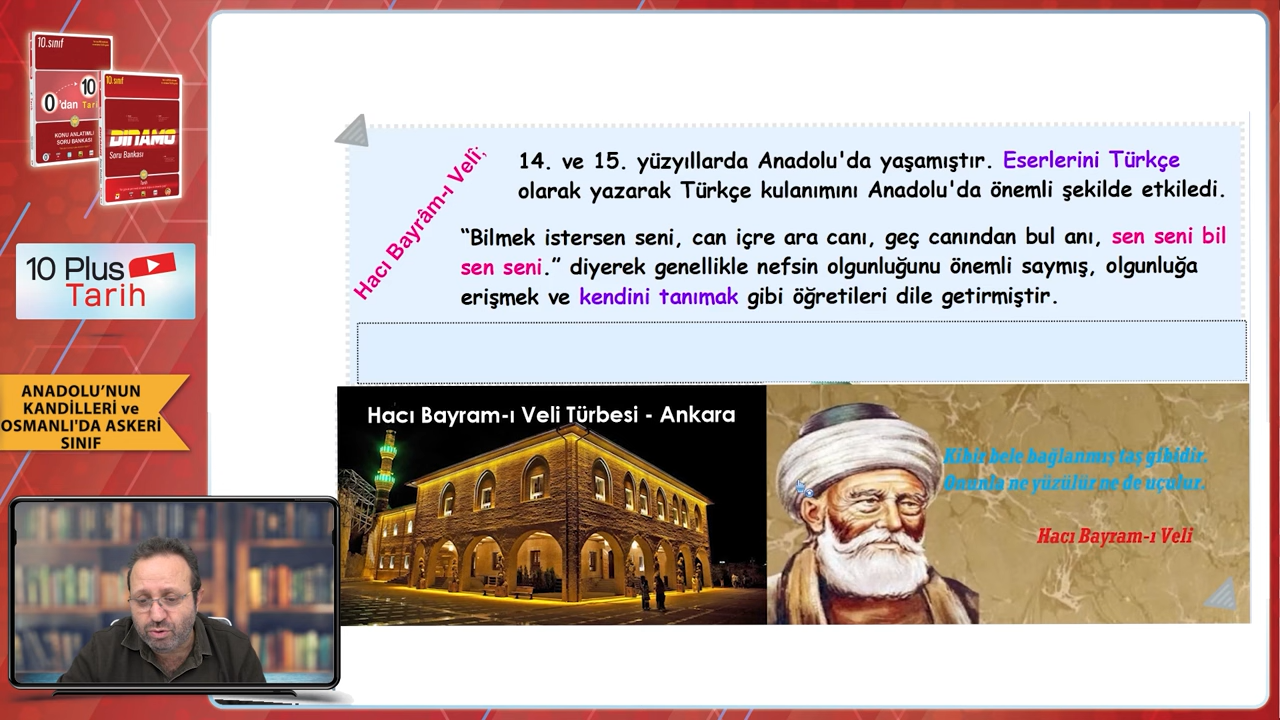 10.sınıf
0'dan 10
Tarih
KONU ANLATIMLI
SORU BANKASI
10.sınıf
DİNAMO
Soru Bankası
Tarih
10 Plus
Tarih
ANADOLU'NUN
KANDİLLERİ ve
OSMANLI'DA ASKERİ
SINIF
Hacı Bayrâm-ı Velî;
14. ve 15. yüzyıllarda Anadolu'da yaşamıştır. Eserlerini Türkçe
olarak yazarak Türkçe kulanımını Anadolu'da önemli şekilde etkiledi.
“Bilmek istersen seni, can içre ara canı, geç canından bul anı, sen seni bil
sen seni.” diyerek genellikle nefsin olgunluğunu önemli saymış, olgunluğa
erişmek ve kendini tanımak gibi öğretileri dile getirmiştir.
Hacı Bayram-ı Veli Türbesi - Ankara
Kibir bele bağlanmış taş gibidir.
Onunla ne yüzülür ne de uçulur.
Hacı Bayram-ı Veli